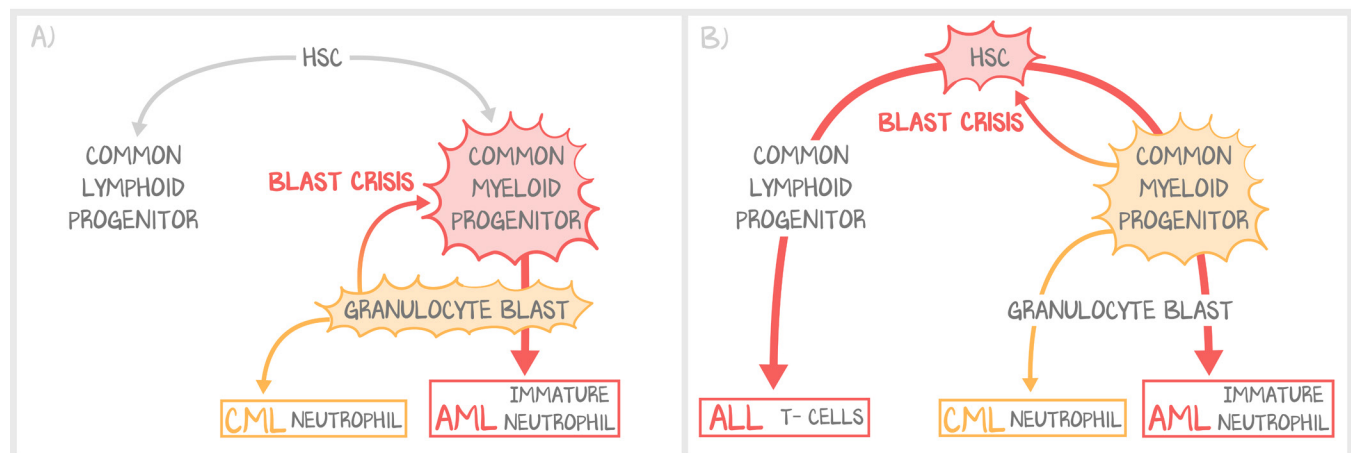 A)
HSC
COMMON
LYMPHOID
PROGENITOR
BLAST CRISIS
COMMON
MYELOID
PROGENITOR
GRANULOCYTE BLAST
CML NEUTROPHIL
AML IMMATURE
NEUTROPHIL
B)
HSC
BLAST CRISIS
COMMON
LYMPHOID
PROGENITOR
COMMON
MYELOID
PROGENITOR
GRANULOCYTE BLAST
ALL T- CELLS
CML NEUTROPHIL
AML IMMATURE
NEUTROPHIL